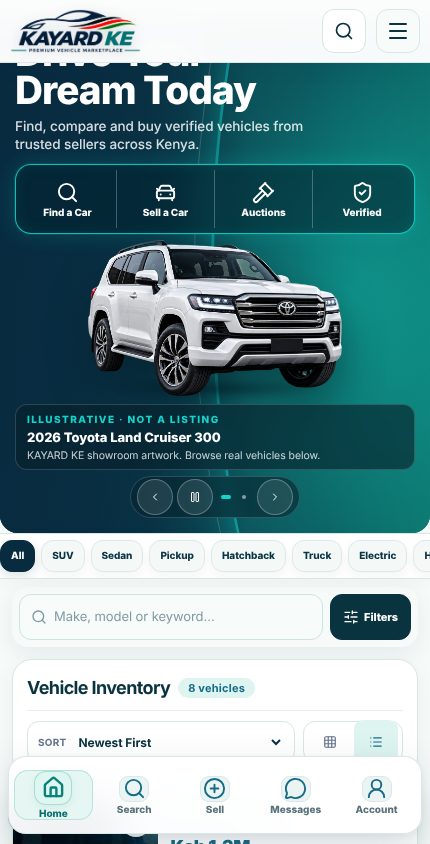 KAYARD KE
PREMIUM VEHICLE MARKETPLACE
Drive Your
Dream Today
Find, compare and buy verified vehicles from
trusted sellers across Kenya.
Find a Car
Sell a Car
Auctions
Verified
ILLUSTRATIVE · NOT A LISTING
2026 Toyota Land Cruiser 300
KAYARD KE showroom artwork. Browse real vehicles below.
All
SUV
Sedan
Pickup
Hatchback
Truck
Electric
H
Make, model or keyword...
Filters
Vehicle Inventory
8 vehicles
SORT
Newest First
Home
Search
Sell
Messages
Account